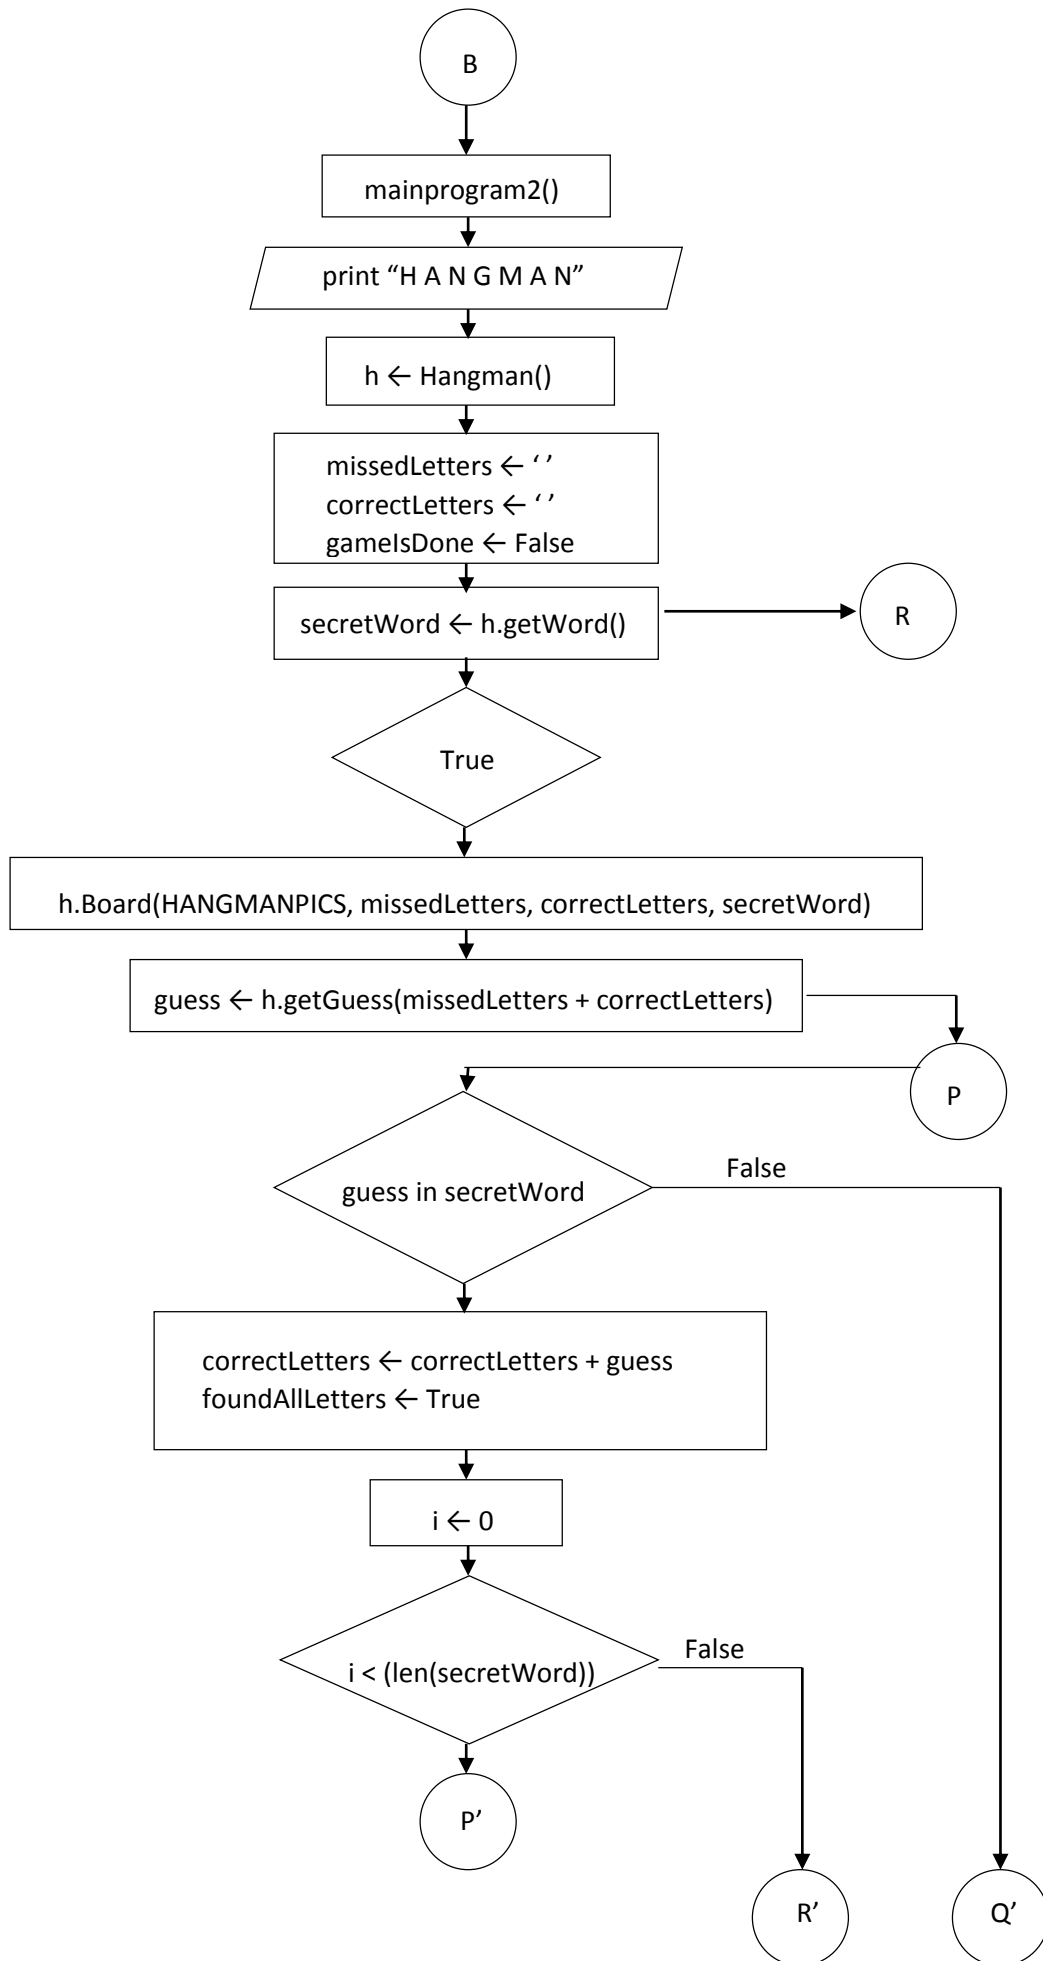 B
mainprogram2()
print “H A N G M A N”
h ← Hangman()
missedLetters ← ‘ ’
correctLetters ← ‘ ’
gameIsDone ← False
secretWord ← h.getWord()
R
True
h.Board(HANGMANPICS, missedLetters, correctLetters, secretWord)
guess ← h.getGuess(missedLetters + correctLetters)
P
False
guess in secretWord
correctLetters ← correctLetters + guess
foundAllLetters ← True
i ← 0
False
i < (len(secretWord))
P’
R’
Q’